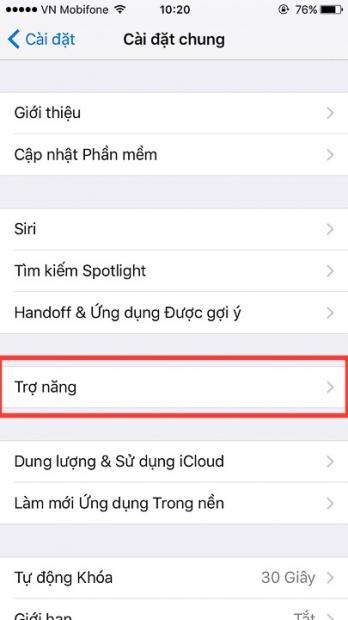 VN Mobifone 10:20 76%
Cài đặt Cài đặt chung
Giới thiệu
Cập nhật Phần mềm
Siri
Tìm kiếm Spotlight
Handoff & Ứng dụng Được gợi ý
Trợ năng
Dung lượng & Sử dụng iCloud
Làm mới Ứng dụng Trong nền
Tự động Khóa 30 Giây
Giới hạn Tắt